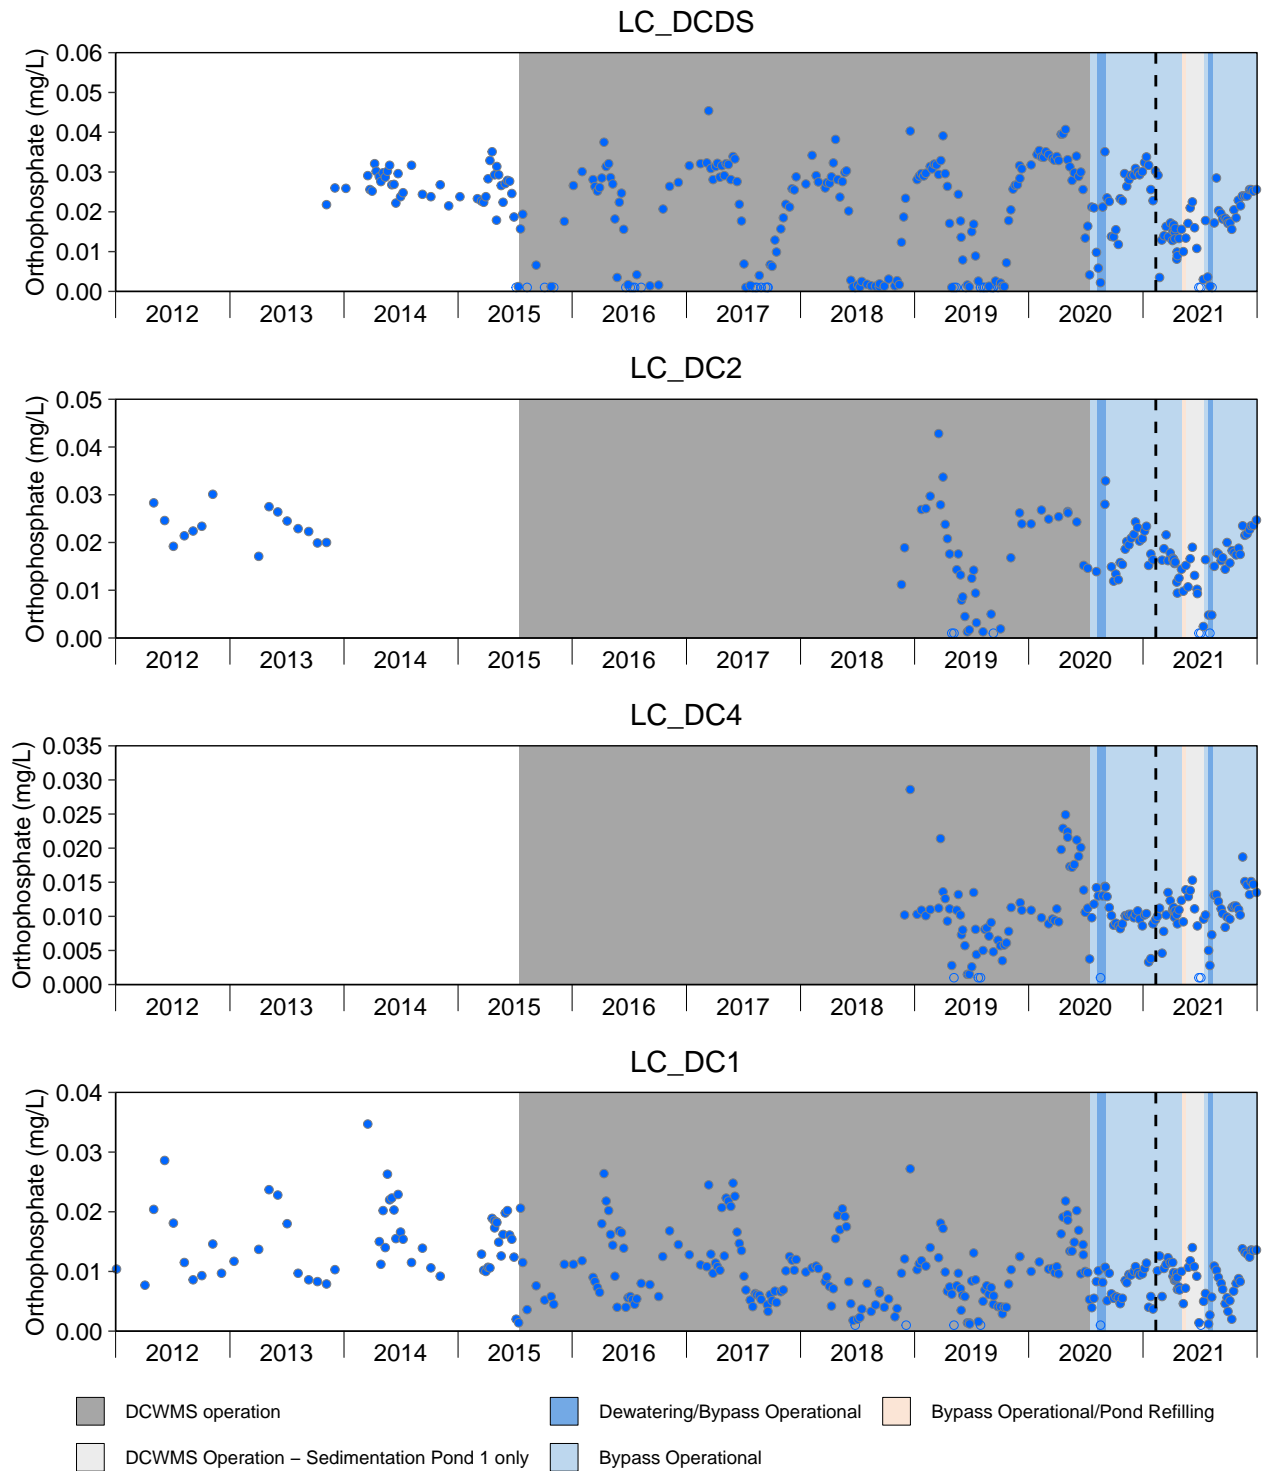 LC_DCDS
Orthophosphate (mg/L)
0.06
0.05
0.04
0.03
0.02
0.01
0.00
2012 2013 2014 2015 2016 2017 2018 2019 2020 2021
LC_DC2
Orthophosphate (mg/L)
0.05
0.04
0.03
0.02
0.01
0.00
2012 2013 2014 2015 2016 2017 2018 2019 2020 2021
LC_DC4
Orthophosphate (mg/L)
0.035
0.030
0.025
0.020
0.015
0.010
0.005
0.000
2012 2013 2014 2015 2016 2017 2018 2019 2020 2021
LC_DC1
Orthophosphate (mg/L)
0.04
0.03
0.02
0.01
0.00
2012 2013 2014 2015 2016 2017 2018 2019 2020 2021
DCWMS operation
Dewatering/Bypass Operational
Bypass Operational/Pond Refilling
DCWMS Operation − Sedimentation Pond 1 only
Bypass Operational